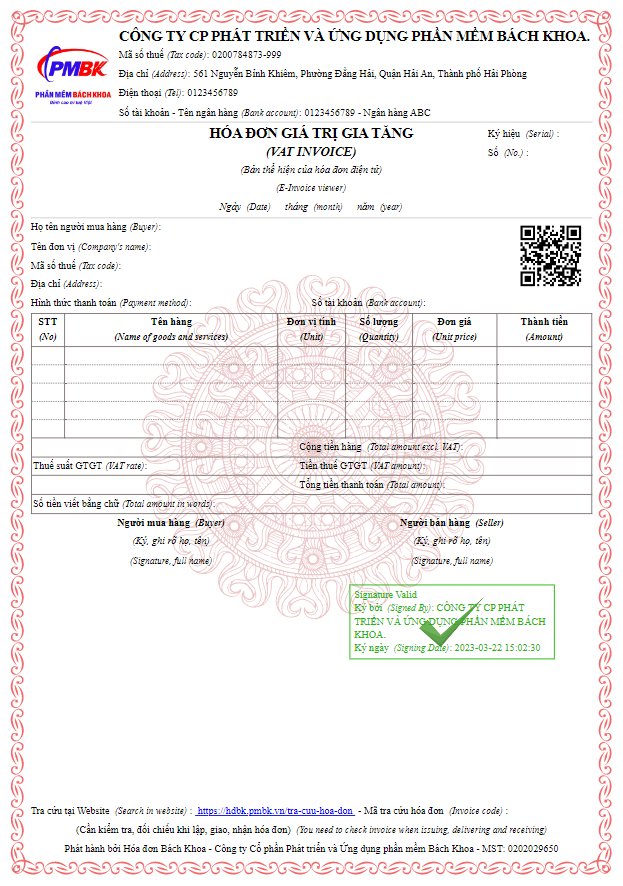 CÔNG TY CP PHÁT TRIỂN VÀ ỨNG DỤNG PHẦN MỀM BÁCH KHOA.
PMBK
PHẦN MỀM BÁCH KHOA
Đỉnh cao trí tuệ Việt
Mã số thuế (Tax code): 0200784873-999
Địa chỉ (Address): 561 Nguyễn Bỉnh Khiêm, Phường Đằng Hải, Quận Hải An, Thành phố Hải Phòng
Điện thoại (Tel): 0123456789
Số tài khoản - Tên ngân hàng (Bank account): 0123456789 - Ngân hàng ABC
HÓA ĐƠN GIÁ TRỊ GIA TĂNG
(VAT INVOICE)
(Bản thể hiện của hóa đơn điện tử)
(E-Invoice viewer)
Ngày (Date) tháng (month) năm (year)
Ký hiệu (Serial) :
Số (No.) :
Họ tên người mua hàng (Buyer):
Tên đơn vị (Company's name):
Mã số thuế (Tax code):
Địa chỉ (Address):
Hình thức thanh toán (Payment method): Số tài khoản (Bank account):
STT Tên hàng Đơn vị tính Số lượng Đơn giá Thành tiền
(No) (Name of goods and services) (Unit) (Quantity) (Unit price) (Amount)
Cộng tiền hàng (Total amount excl. VAT):
Thuế suất GTGT (VAT rate): Tiền thuế GTGT (VAT amount):
Tổng tiền thanh toán (Total amount):
Số tiền viết bằng chữ (Total amount in words):
Người mua hàng (Buyer) Người bán hàng (Seller)
(Ký, ghi rõ họ, tên) (Ký, ghi rõ họ, tên)
(Signature, full name) (Signature, full name)
Signature Valid
Ký bởi (Signed By): CÔNG TY CP PHÁT
TRIỂN VÀ ỨNG DỤNG PHẦN MỀM BÁCH
KHOA.
Ký ngày (Signing Date): 2023-03-22 15:02:30
Tra cứu tại Website (Search in website) : https://hdbk.pmbk.vn/tra-cuu-hoa-don - Mã tra cứu hóa đơn (Invoice code) :
(Cần kiểm tra, đối chiếu khi lập, giao, nhận hóa đơn) (You need to check invoice when issuing, delivering and receiving)
Phát hành bởi Hóa đơn Bách Khoa - Công ty Cổ phần Phát triển và Ứng dụng phần mềm Bách Khoa - MST: 0202029650